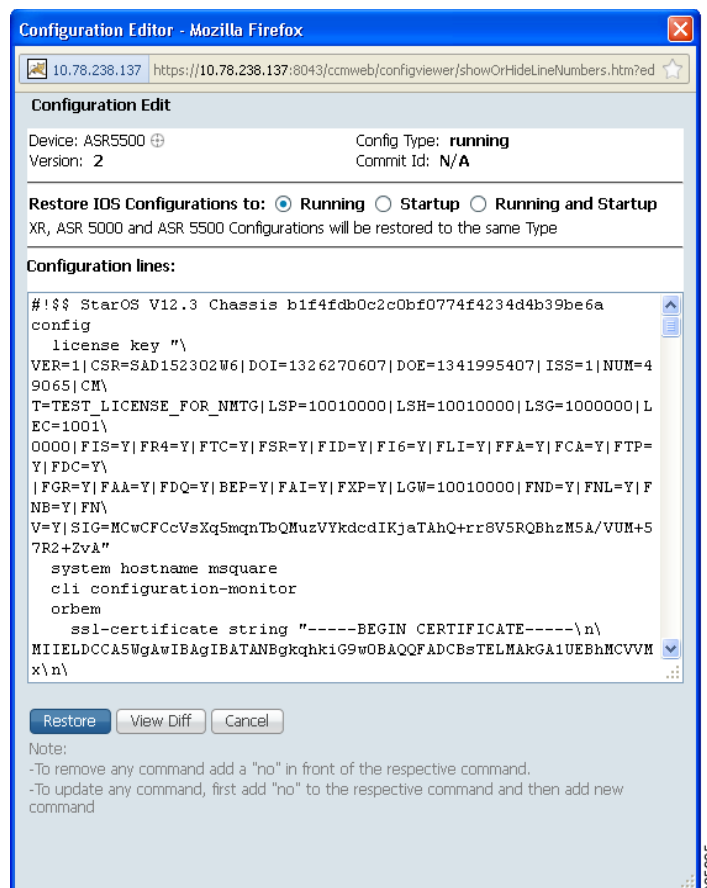 Configuration Editor - Mozilla Firefox
10.78.238.137 https://10.78.238.137:8043/ccmweb/configviewer/showOrHideLineNumbers.htm?ed
Configuration Edit
Device: ASR5500 Config Type: running
Version: 2 Commit Id: N/A
Restore IOS Configurations to: Running Startup Running and Startup
XR, ASR 5000 and ASR 5500 Configurations will be restored to the same Type
Configuration lines:
#!$$ StarOS V12.3 Chassis b1f4fdb0c2c0bf0774f4234d4b39be6a
config
license key "\
VER=1|CSR=SAD152302W6|DOI=1326270607|DOE=1341995407|ISS=1|NUM=4
9065|CM\
T=TEST_LICENSE_FOR_NMTG|LSP=10010000|LSH=10010000|LSG=1000000|L
EC=1001\
0000|FIS=Y|FR4=Y|FTC=Y|FSR=Y|FID=Y|FI6=Y|FLI=Y|FFA=Y|FCA=Y|FTP=
Y|FDC=Y\
|FGR=Y|FAA=Y|FDQ=Y|BEP=Y|FAI=Y|FXP=Y|LGW=10010000|FND=Y|FNL=Y|F
NB=Y|FN\
V=Y|SIG=MCwCFCcVsXq5mqnTbQMuzVYkdcdIKjaTAhQ+rr8V5RQBhzM5A/VUM+5
7R2+ZvA"
system hostname msquare
cli configuration-monitor
orbem
ssl-certificate string "-----BEGIN CERTIFICATE-----\n\
MIIELDCCA5WgAwIBAgIBATANBgkqhkiG9w0BAQQFADCBsTELMAkGA1UEBhMCVVM
x\n\
Restore View Diff Cancel
Note:
-To remove any command add a "no" in front of the respective command.
-To update any command, first add "no" to the respective command and then add new
command